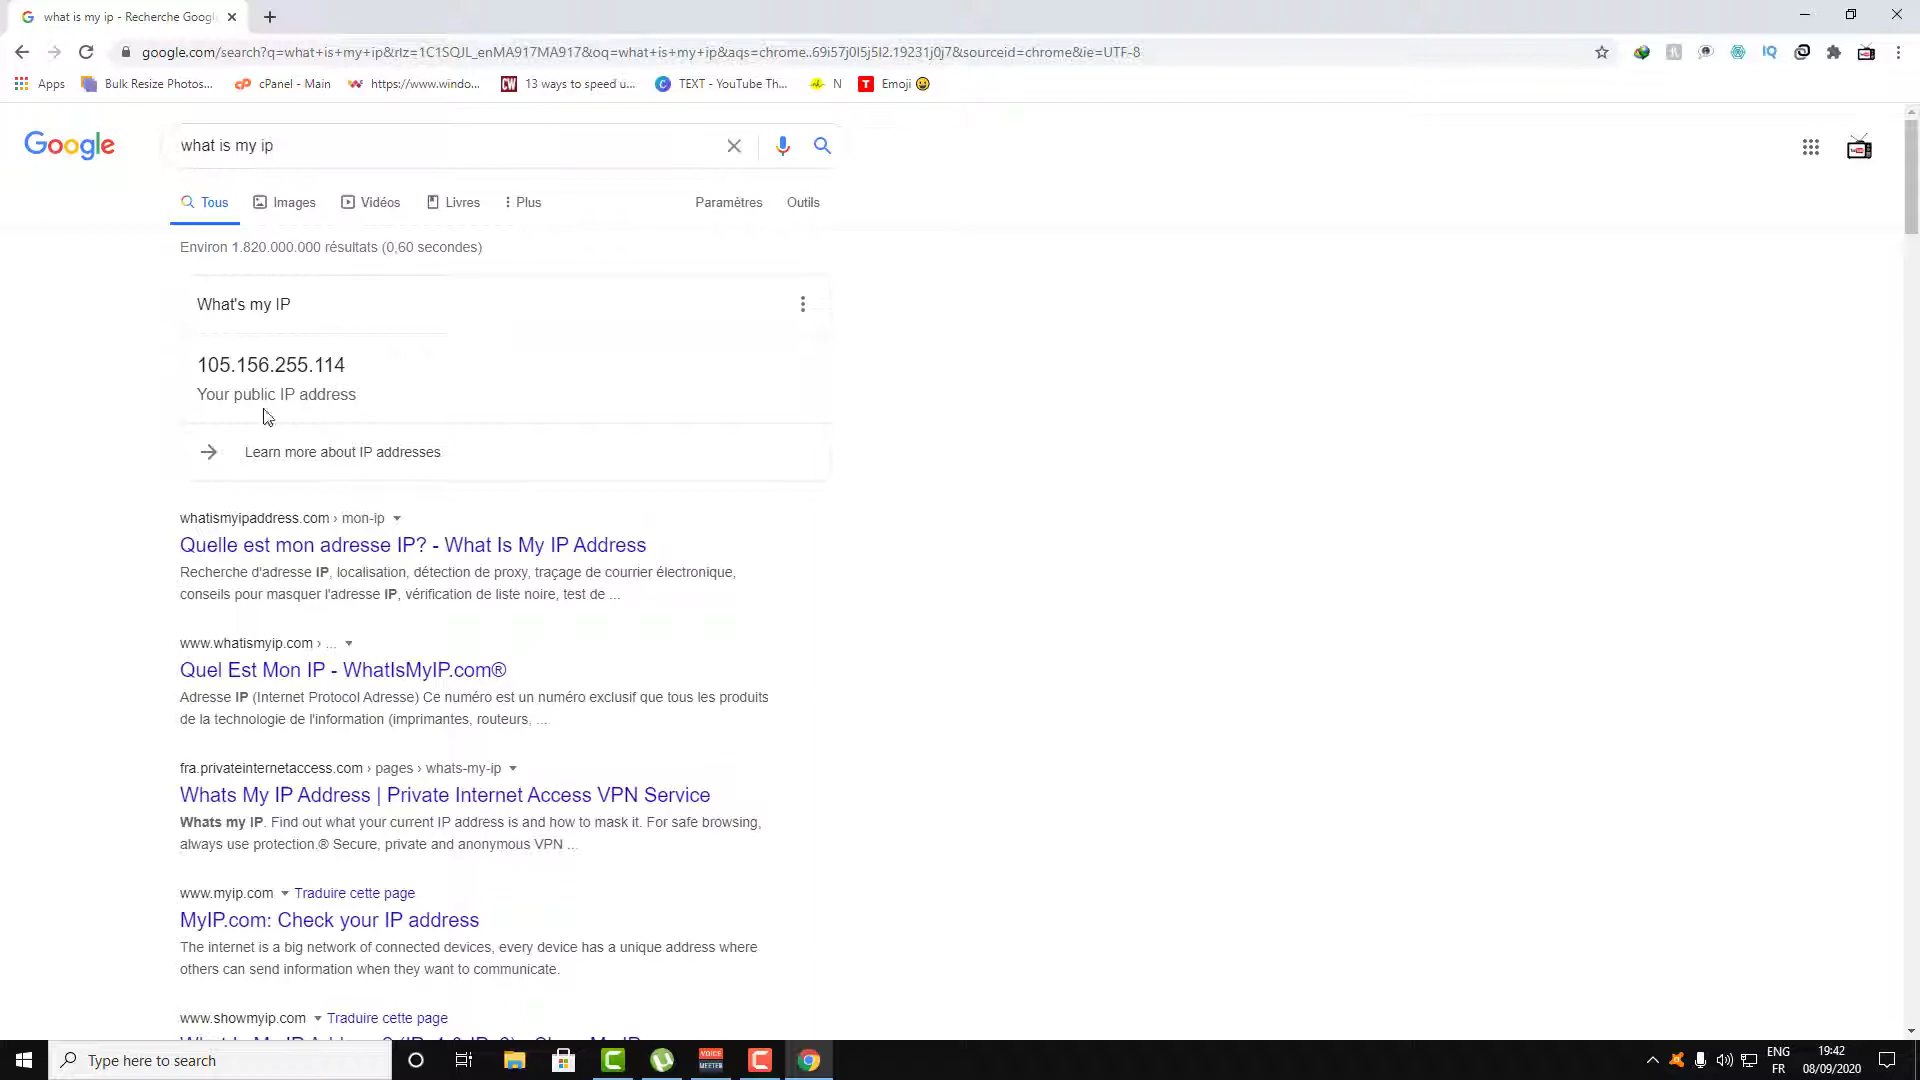 what is my ip - Recherche Googl
google.com/search?q=what+is+my+ip&rlz=1C1SQJL_enMA917MA917&oq=what+is+my+ip&aqs=chrome..69i57j0l5j5l2.19231j0j7&sourceid=chrome&ie=UTF-8
Apps
Bulk Resize Photos...
cPanel - Main
https://www.windo...
13 ways to speed u...
TEXT - YouTube Th...
N
Emoji 😀
Google
what is my ip
Tous
Images
Vidéos
Livres
Plus
Paramètres
Outils
Environ 1.820.000.000 résultats (0,60 secondes)
What's my IP
105.156.255.114
Your public IP address
Learn more about IP addresses
whatismyipaddress.com › mon-ip
Quelle est mon adresse IP? - What Is My IP Address
Recherche d'adresse IP, localisation, détection de proxy, traçage de courrier électronique,
conseils pour masquer l'adresse IP, vérification de liste noire, test de ...
www.whatismyip.com › ...
Quel Est Mon IP - WhatIsMyIP.com®
Adresse IP (Internet Protocol Adresse) Ce numéro est un numéro exclusif que tous les produits
de la technologie de l'information (imprimantes, routeurs, ...
fra.privateinternetaccess.com › pages › whats-my-ip
Whats My IP Address | Private Internet Access VPN Service
Whats my IP. Find out what your current IP address is and how to mask it. For safe browsing,
always use protection.® Secure, private and anonymous VPN ...
www.myip.com
Traduire cette page
MyIP.com: Check your IP address
The internet is a big network of connected devices, every device has a unique address where
others can send information when they want to communicate.
www.showmyip.com
Traduire cette page
Type here to search
VOICE
MEETER
ENG
FR
19:42
08/09/2020